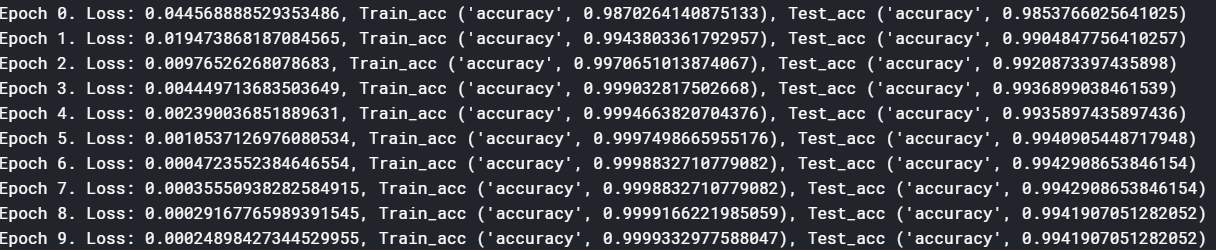 Epoch 0. Loss: 0.044568888529353486, Train_acc ('accuracy', 0.9870264140875133), Test_acc ('accuracy', 0.9853766025641025)
Epoch 1. Loss: 0.019473868187084565, Train_acc ('accuracy', 0.9943803361792957), Test_acc ('accuracy', 0.9904847756410257)
Epoch 2. Loss: 0.00976526268078683, Train_acc ('accuracy', 0.9970651013874067), Test_acc ('accuracy', 0.9920873397435898)
Epoch 3. Loss: 0.004449713683503649, Train_acc ('accuracy', 0.999032817502668), Test_acc ('accuracy', 0.9936899038461539)
Epoch 4. Loss: 0.002390036851889631, Train_acc ('accuracy', 0.9994663820704376), Test_acc ('accuracy', 0.9935897435897436)
Epoch 5. Loss: 0.0010537126976080534, Train_acc ('accuracy', 0.9997498665955176), Test_acc ('accuracy', 0.9940905448717948)
Epoch 6. Loss: 0.0004723552384646554, Train_acc ('accuracy', 0.9998832710779082), Test_acc ('accuracy', 0.9942908653846154)
Epoch 7. Loss: 0.00035550938282584915, Train_acc ('accuracy', 0.9998832710779082), Test_acc ('accuracy', 0.9942908653846154)
Epoch 8. Loss: 0.00029167765989391545, Train_acc ('accuracy', 0.9999166221985059), Test_acc ('accuracy', 0.9941907051282052)
Epoch 9. Loss: 0.00024898427344529955, Train_acc ('accuracy', 0.9999332977588047), Test_acc ('accuracy', 0.9941907051282052)